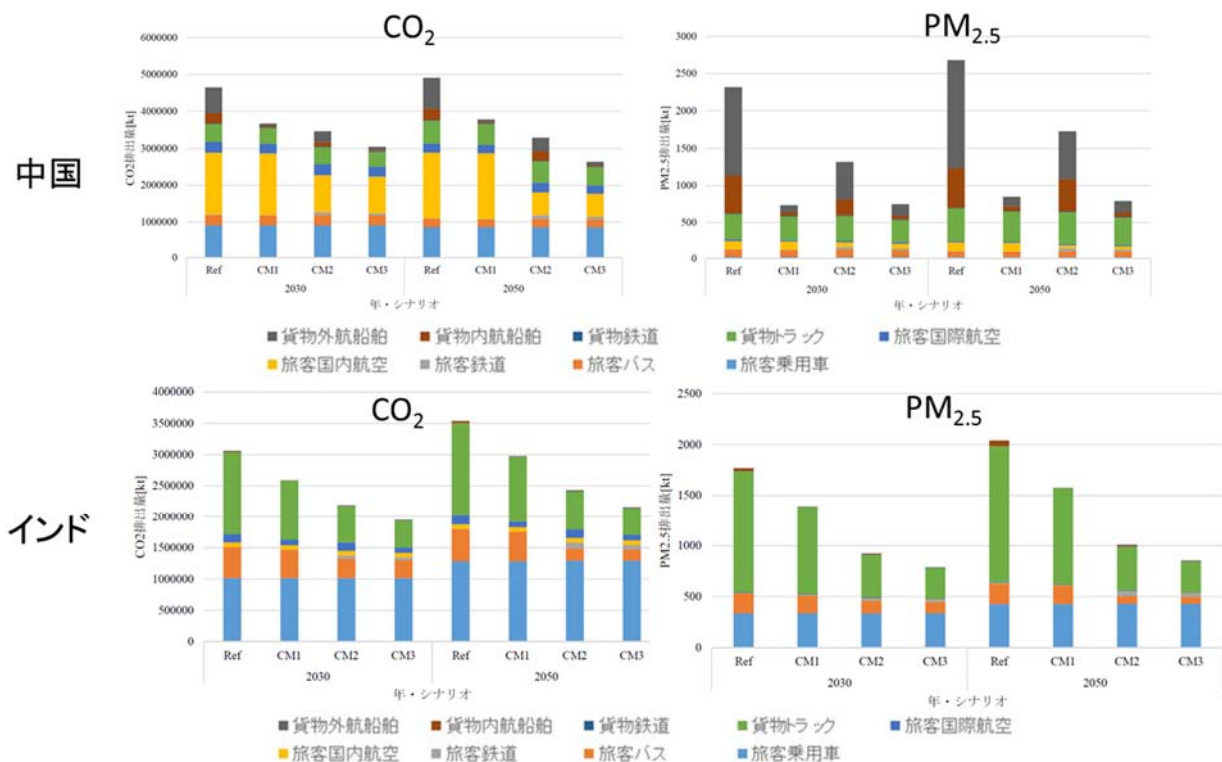 中国
CO2
CO2排出量[kt]
6000000
5000000
4000000
3000000
2000000
1000000
0
Ref CM1 CM2 CM3 Ref CM1 CM2 CM3
2030 2050
年・シナリオ
PM2.5
PM2.5排出量[kt]
3000
2500
2000
1500
1000
500
0
Ref CM1 CM2 CM3 Ref CM1 CM2 CM3
2030 2050
年・シナリオ
貨物外航船舶 貨物内航船舶 貨物鉄道 貨物トラック 旅客国際航空
旅客国内航空 旅客鉄道 旅客バス 旅客乗用車
インド
CO2
CO2排出量[kt]
4000000
3500000
3000000
2500000
2000000
1500000
1000000
500000
0
Ref CM1 CM2 CM3 Ref CM1 CM2 CM3
2030 2050
年・シナリオ
PM2.5
PM2.5排出量[kt]
2500
2000
1500
1000
500
0
Ref CM1 CM2 CM3 Ref CM1 CM2 CM3
2030 2050
年・シナリオ
貨物外航船舶 貨物内航船舶 貨物鉄道 貨物トラック 旅客国際航空
旅客国内航空 旅客鉄道 旅客バス 旅客乗用車